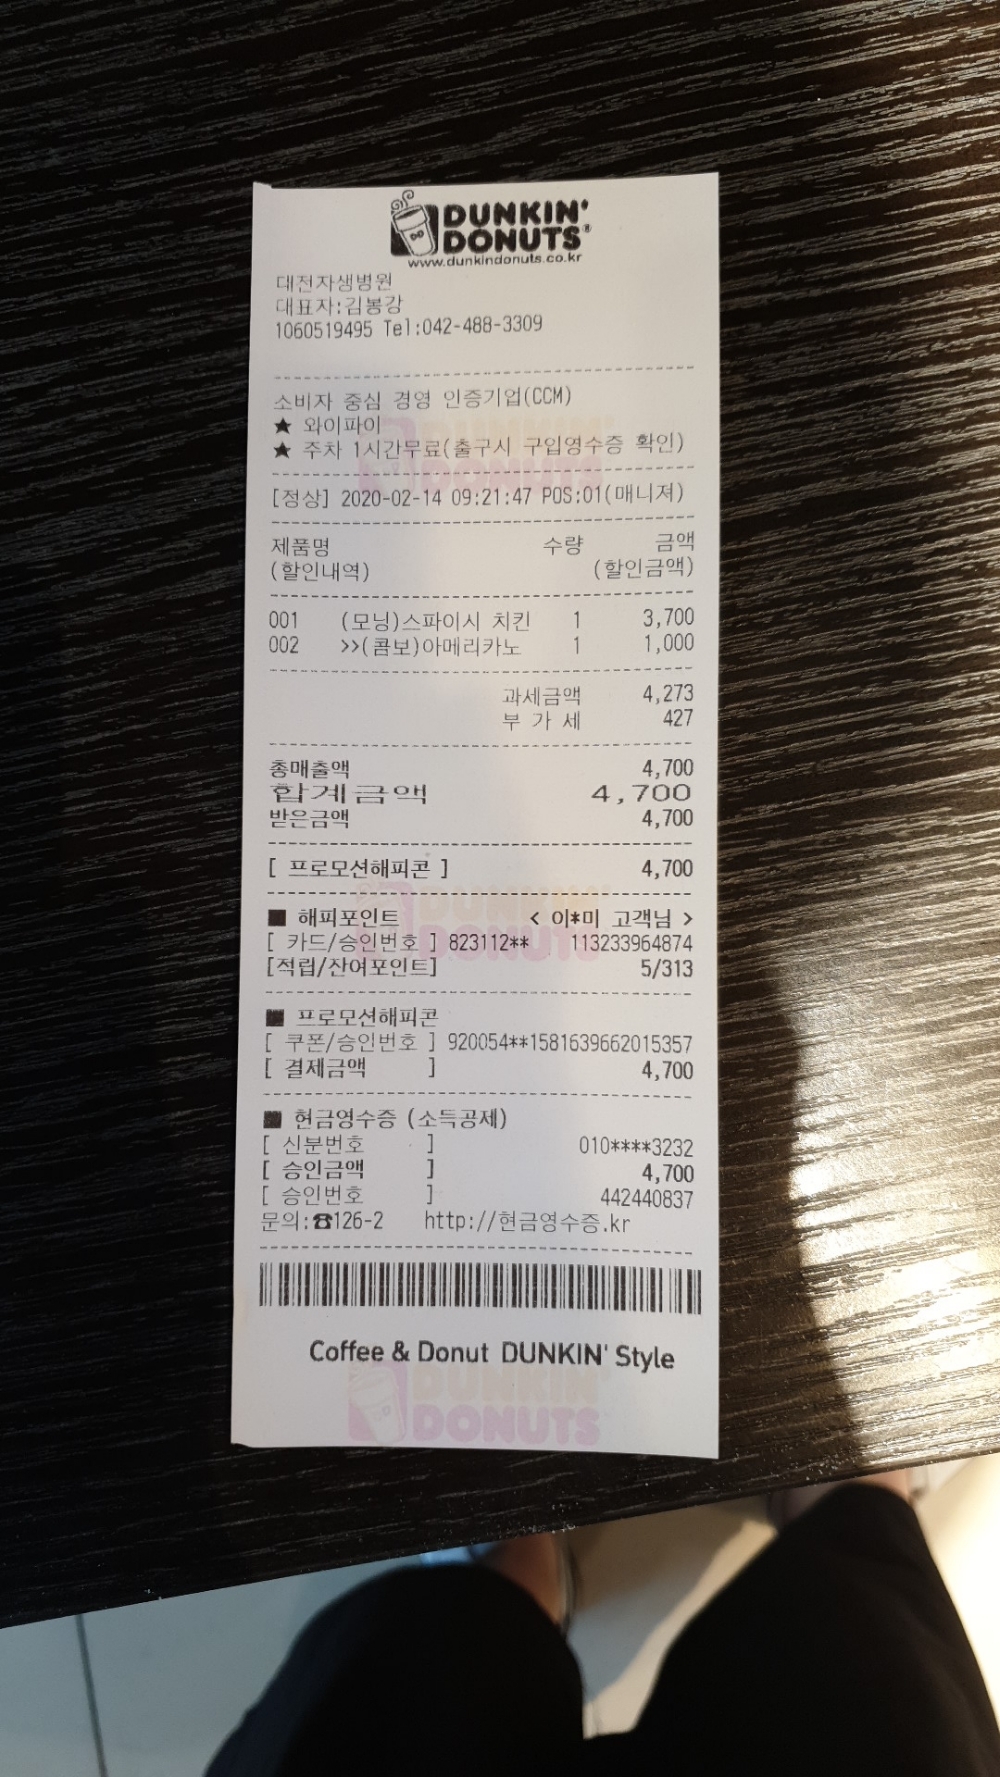 DUNKIN'
DONUTS®
www.dunkindonuts.co.kr
대전자생병원
대표자:김봉강
1060519495 Tel:042-488-3309
소비자 중심 경영 인증기업(CCM)
★ 와이파이
★ 주차 1시간무료(출구시 구입영수증 확인)
[정상] 2020-02-14 09:21:47 POS:01(매니져)
제품명 수량 금액
(할인내역) (할인금액)
001 (모닝)스파이시 치킨 1 3,700
002 >>(콤보)아메리카노 1 1,000
과세금액 4,273
부 가 세 427
총매출액 4,700
합계금액 4,700
받은금액 4,700
[ 프로모션해피콘 ] 4,700
■ 해피포인트 < 이*미 고객님 >
[ 카드/승인번호 ] 823112** 113233964874
[적립/잔여포인트] 5/313
■ 프로모션해피콘
[ 쿠폰/승인번호 ] 920054**1581639662015357
[ 결제금액 ] 4,700
■ 현금영수증 (소득공제)
[ 신분번호 ] 010****3232
[ 승인금액 ] 4,700
[ 승인번호 ] 442440837
문의:☎126-2 http://현금영수증.kr
Coffee & Donut DUNKIN' Style
DUNKIN'
DONUTS